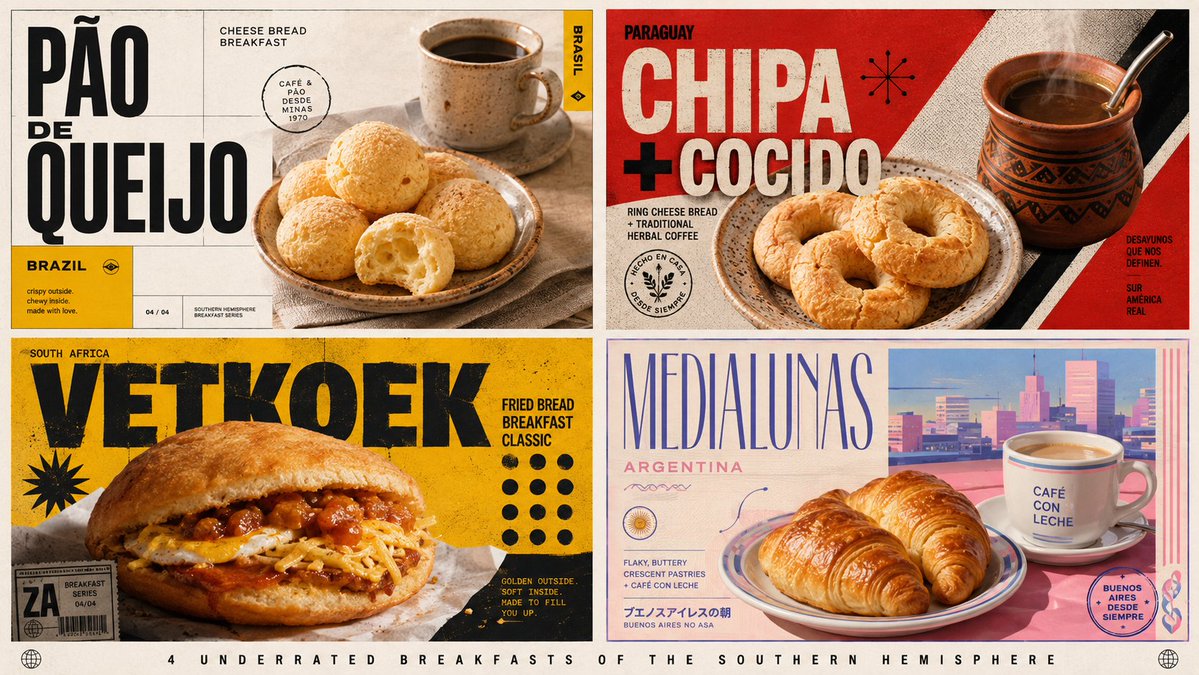 PÃO
DE
QUEIJO
CHEESE BREAD
BREAKFAST
CAFÉ &
PÃO
DESDE
MINAS
1970
BRASIL
BRAZIL
crispy outside.
chewy inside.
made with love.
04 / 04
SOUTHERN HEMISPHERE
BREAKFAST SERIES
PARAGUAY
CHIPA
+ COCIDO
RING CHEESE BREAD
+ TRADITIONAL
HERBAL COFFEE
HECHO EN CASA
DESDE SIEMPRE
DESAYUNOS
QUE NOS
DEFINEN.
SUR
AMÉRICA
REAL
SOUTH AFRICA
VETKOEK
FRIED BREAD
BREAKFAST
CLASSIC
ZA
BREAKFAST
SERIES
04/04
GOLDEN OUTSIDE.
SOFT INSIDE.
MADE TO FILL
YOU UP.
MEDIALUNAS
ARGENTINA
FLAKY, BUTTERY
CRESCENT PASTRIES
+ CAFÉ CON LECHE
ブエノスアイレスの朝
BUENOS AIRES NO ASA
CAFÉ
CON
LECHE
BUENOS
AIRES
DESDE
SIEMPRE
4 UNDERRATED BREAKFASTS OF THE SOUTHERN HEMISPHERE